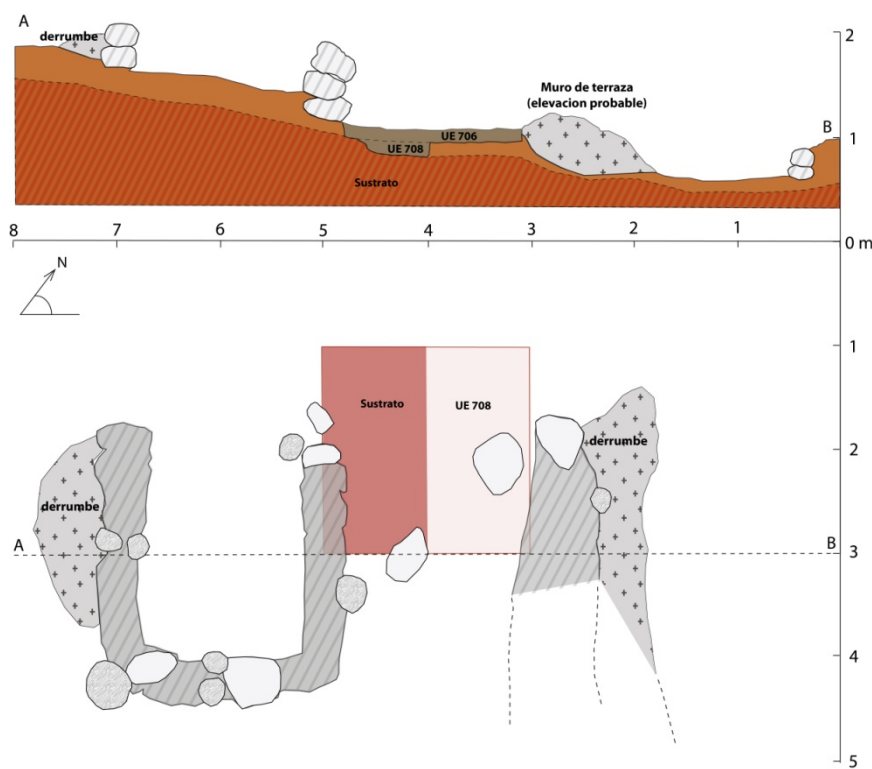 A
derrumbe
2
Muro de terraza
(elevacion probable)
B
UE 706
1
UE 708
Sustrato
8 7 6 5 4 3 2 1 0 m
N
1
Sustrato UE 708
2
derrumbe
derrumbe
A B
3
4
5